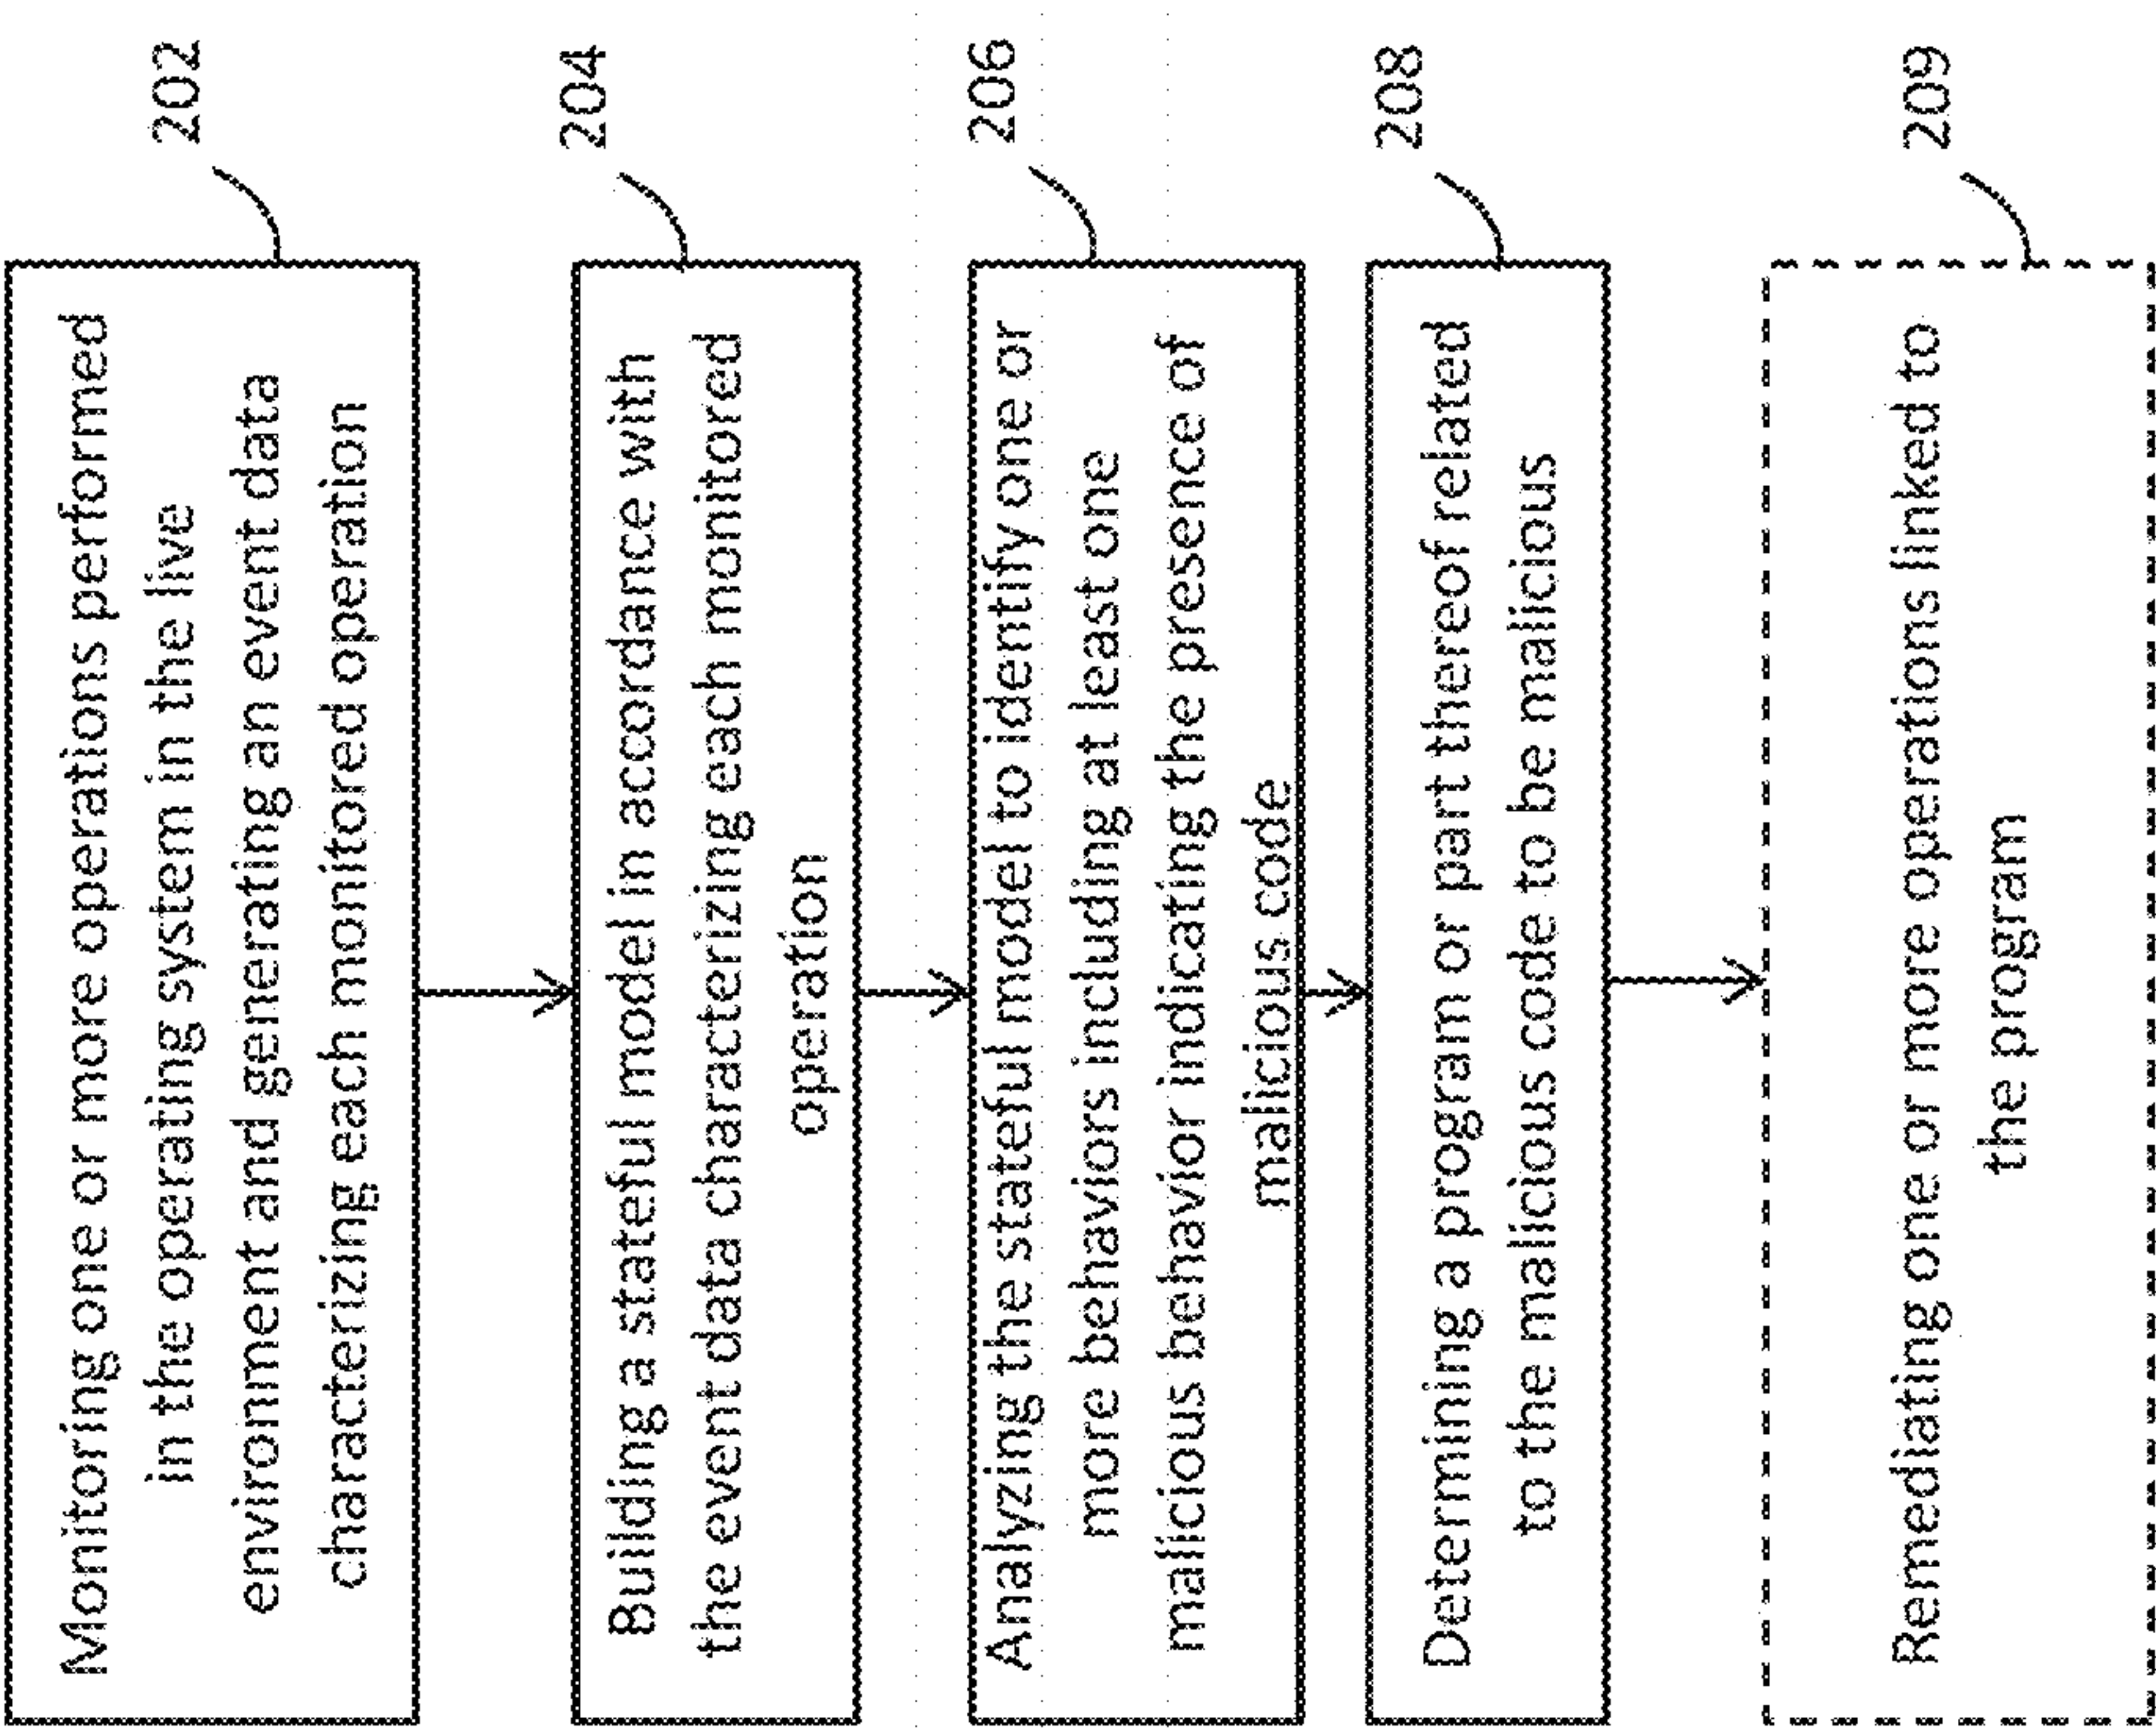 Monitoring one or more operations performed
in the operating system in the live
environment and generating an event data
characterizing each monitored operation
202
Building a stateful model in accordance with
the event data characterizing each monitored
operation
204
Analyzing the stateful model to identify one or
more behaviors including at least one
malicious behavior indicating the presence of
malicious code
206
Determining a program or part thereof related
to the malicious code to be malicious
208
Remediating one or more operations linked to
the program
209